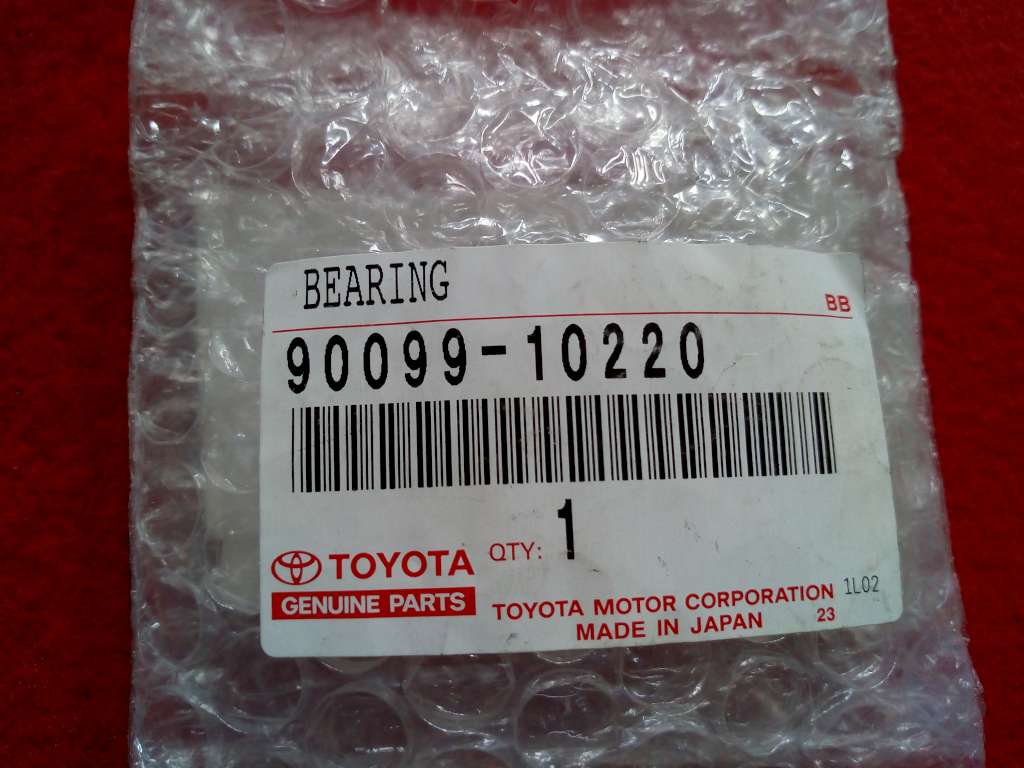 BEARING
BB
90099-10220
QTY: 1
TOYOTA
GENUINE PARTS
TOYOTA MOTOR CORPORATION 1L02
MADE IN JAPAN 23